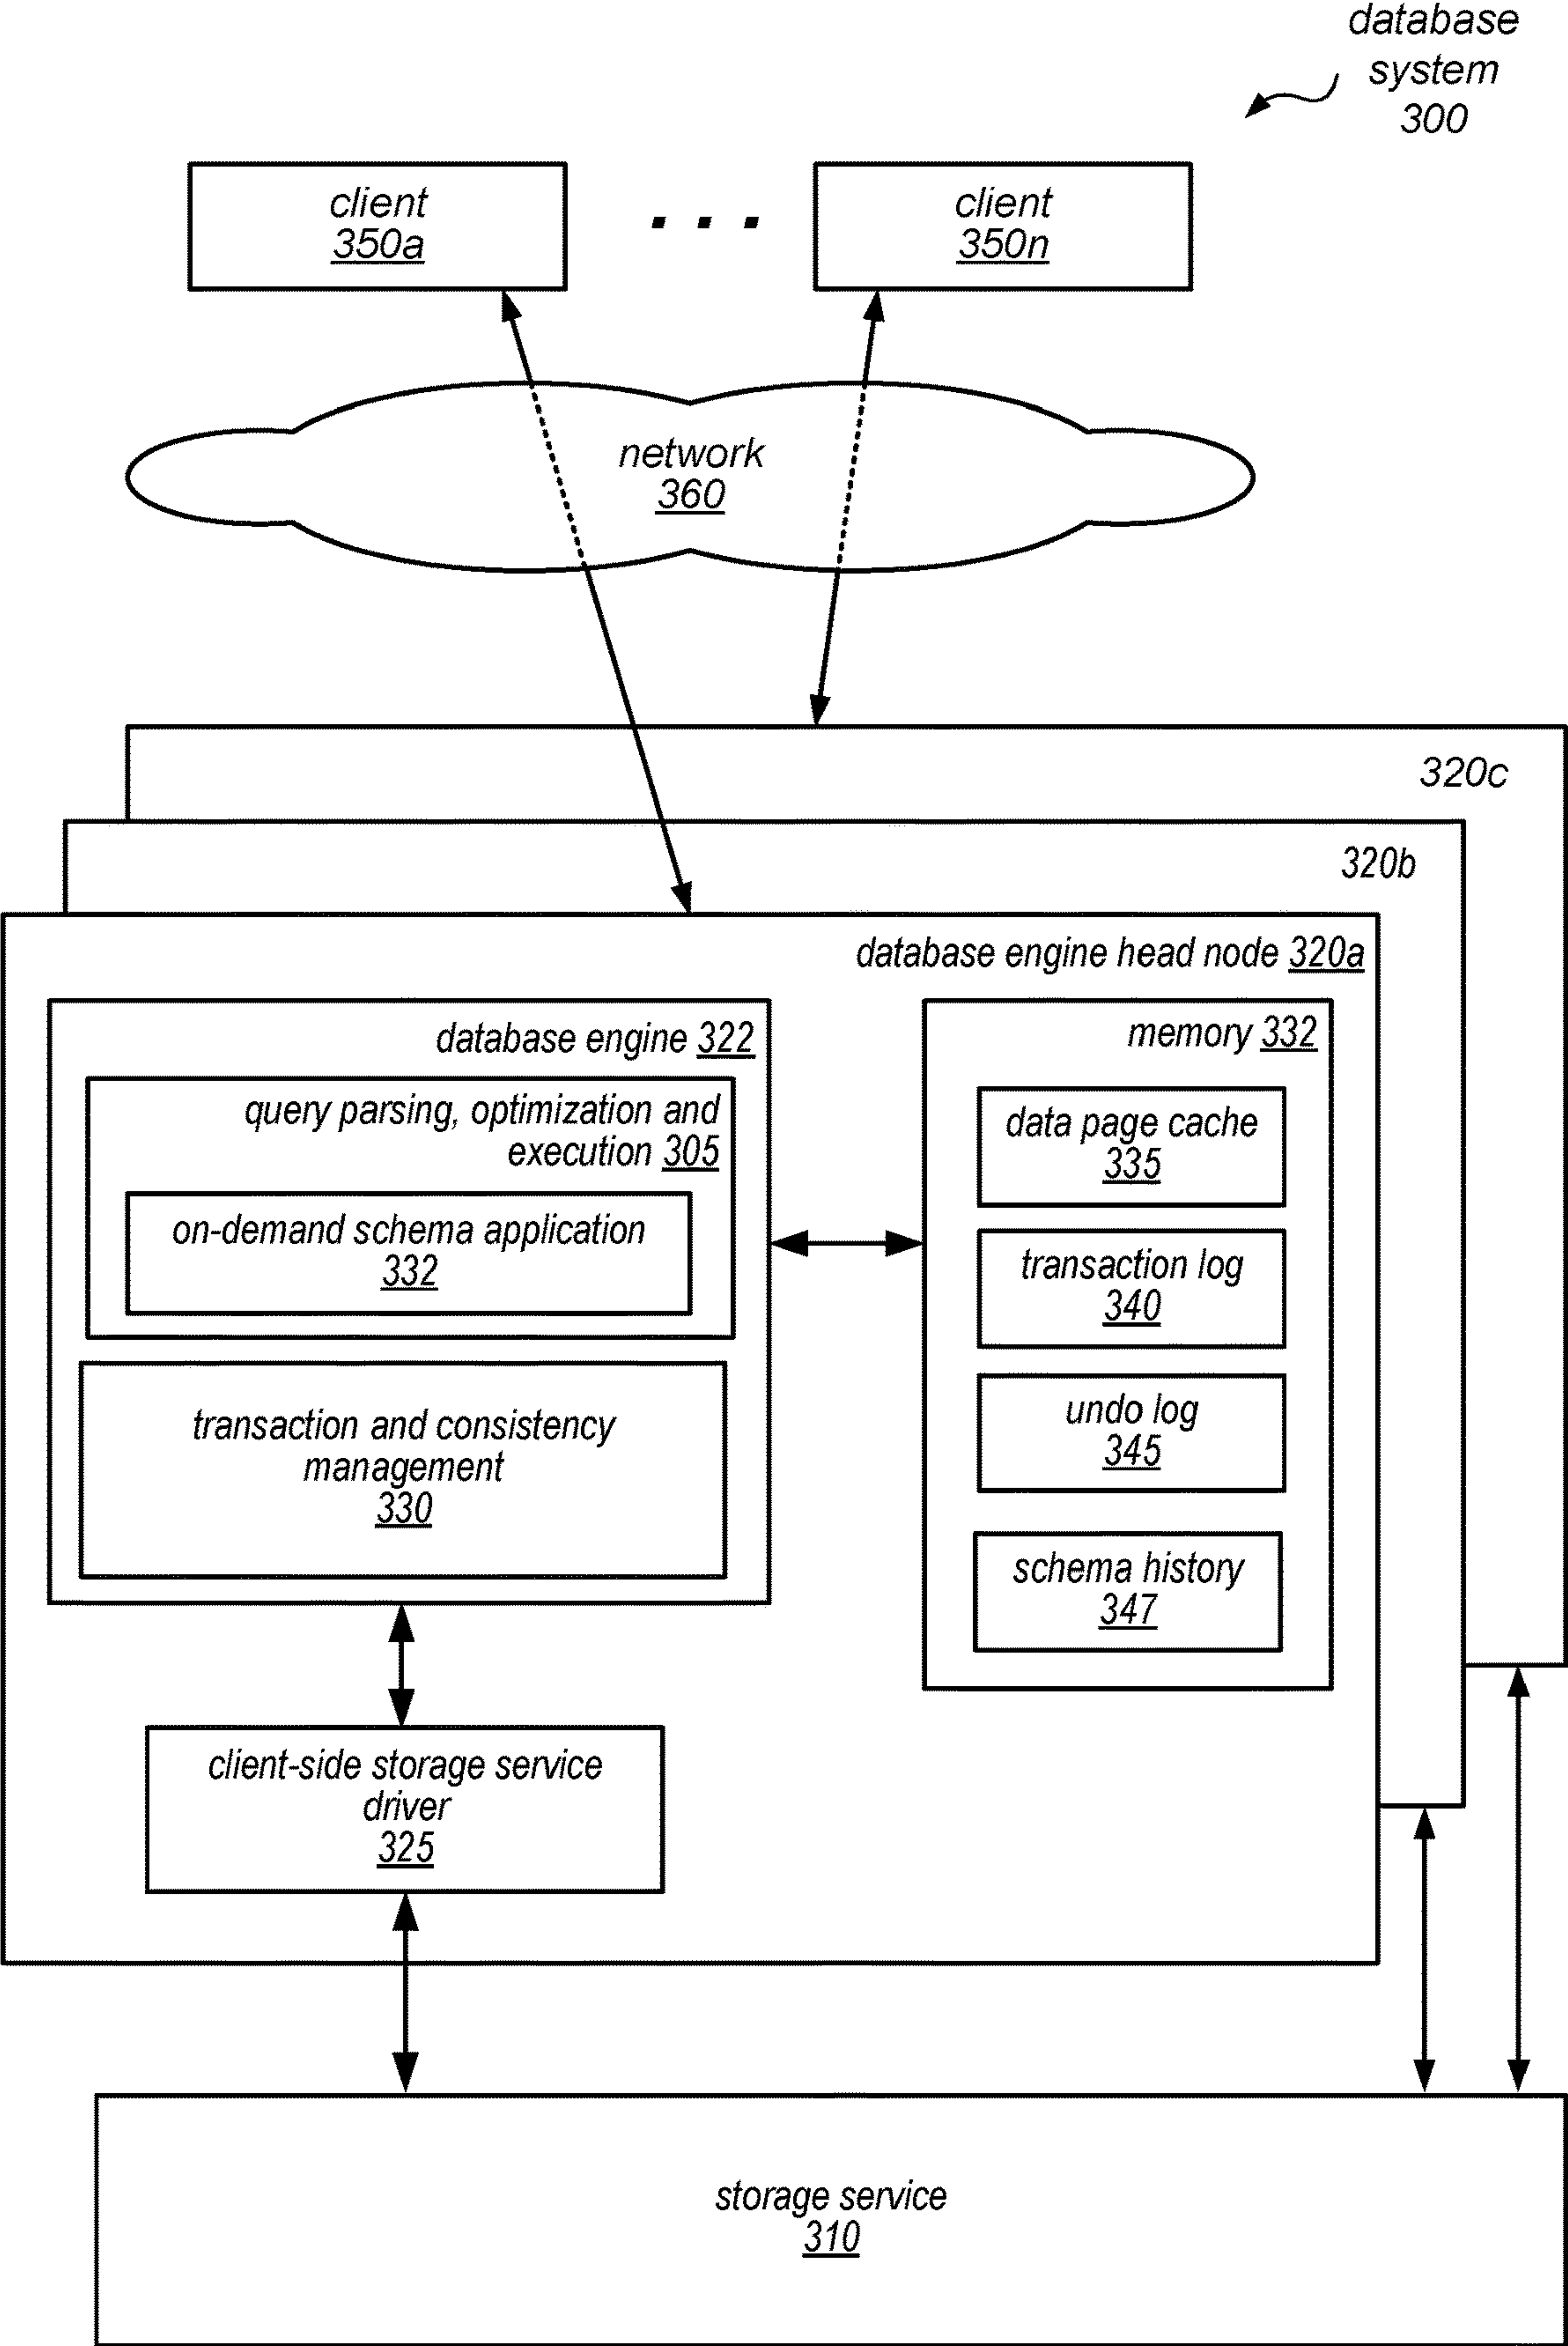 database
system
300
client
350a
. . .
client
350n
network
360
320c
320b
database engine head node 320a
database engine 322
query parsing, optimization and
execution 305
on-demand schema application
332
transaction and consistency
management
330
memory 332
data page cache
335
transaction log
340
undo log
345
schema history
347
client-side storage service
driver
325
storage service
310